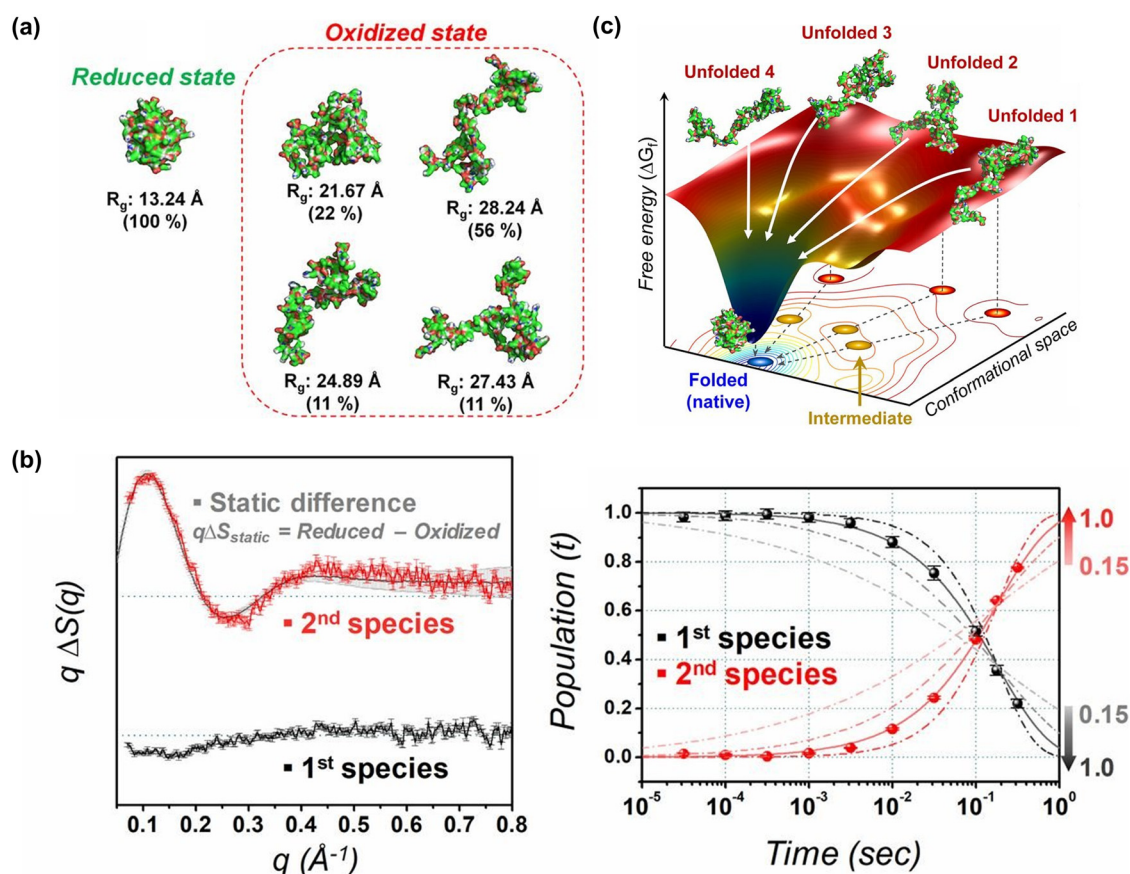 (a)
Oxidized state
Reduced state
Rg: 13.24 Å
(100 %)
Rg: 21.67 Å
(22 %)
Rg: 28.24 Å
(56 %)
Rg: 24.89 Å
(11 %)
Rg: 27.43 Å
(11 %)
(c)
Unfolded 3
Unfolded 4
Unfolded 2
Unfolded 1
Free energy (ΔGf)
Folded
(native)
Intermediate
Conformational space
(b)
q ΔS(q)
▪ Static difference
qΔSstatic = Reduced – Oxidized
▪ 2nd species
▪ 1st species
0.1 0.2 0.3 0.4 0.5 0.6 0.7 0.8
q (Å-1)
Population (t)
1.0
0.8
0.6
0.4
0.2
0.0
▪ 1st species
2nd species
1.0
0.15
0.15
1.0
10-5 10-4 10-3 10-2 10-1 100
Time (sec)